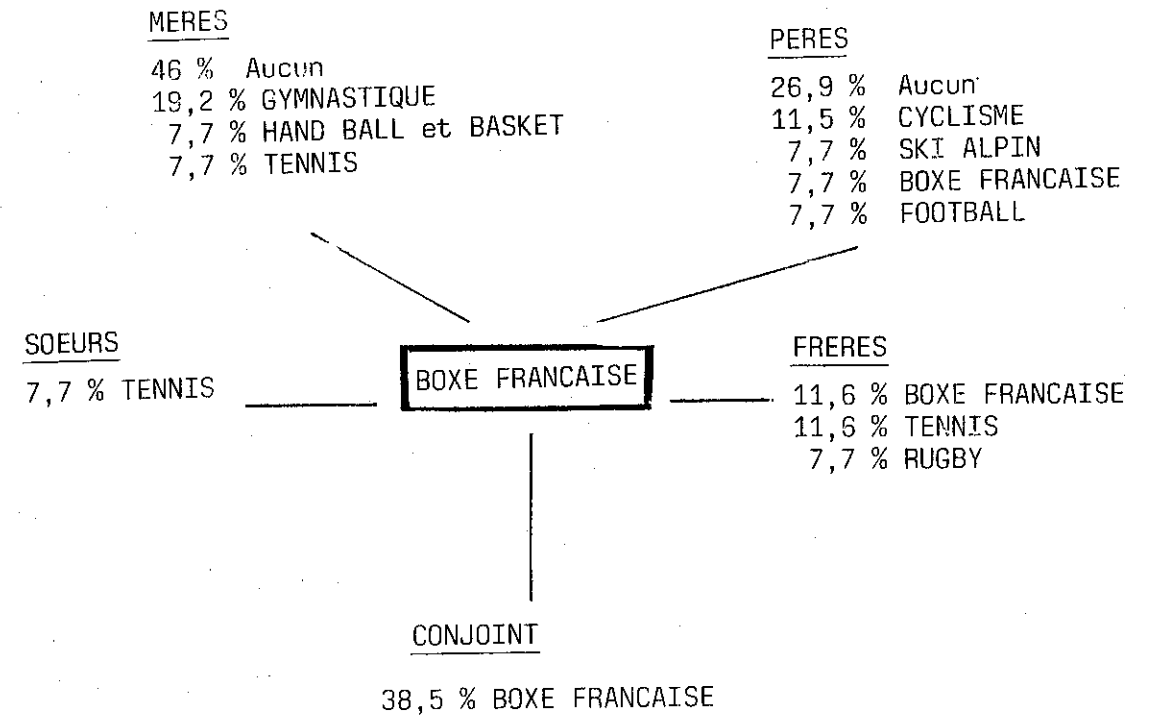 MERES
46 % Aucun
19,2 % GYMNASTIQUE
7,7 % HAND BALL et BASKET
7,7 % TENNIS
PERES
26,9 % Aucun
11,5 % CYCLISME
7,7 % SKI ALPIN
7,7 % BOXE FRANCAISE
7,7 % FOOTBALL
SOEURS
7,7 % TENNIS
BOXE FRANCAISE
FRERES
11,6 % BOXE FRANCAISE
11,6 % TENNIS
7,7 % RUGBY
CONJOINT
38,5 % BOXE FRANCAISE